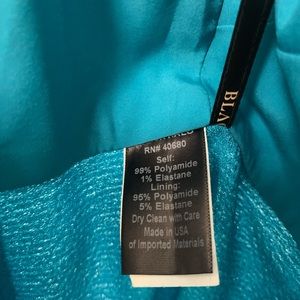 BLA
RN# 40680
Self:
99% Polyamide
1% Elastane
Lining:
95% Polyamide
5% Elastane
Dry Clean with Care
Made in USA
of Imported Materials